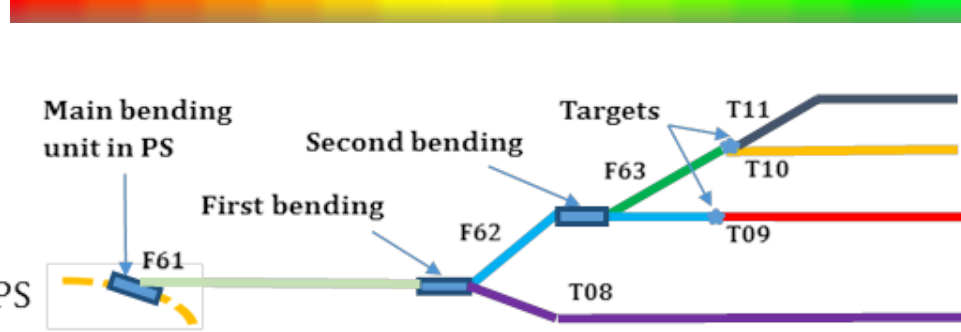 Main bending
unit in PS
Targets
T11
Second bending
F63
T10
First bending
F62
T09
F61
PS
T08